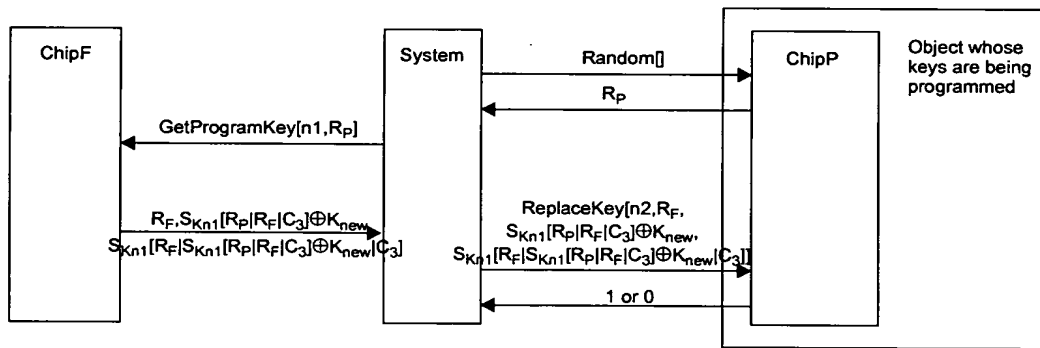 ChipF
System
ChipP
Object whose
keys are being
programmed
Random[]
R_P
GetProgramKey[n1,R_P]
R_F,S_Kn1[R_P|R_F|C_3]⊕K_new
S_Kn1[R_F|S_Kn1[R_P|R_F|C_3]⊕K_new|C_3]
ReplaceKey[n2,R_F,
S_Kn1[R_P|R_F|C_3]⊕K_new,
S_Kn1[R_F|S_Kn1[R_P|R_F|C_3]⊕K_new|C_3]]
1 or 0